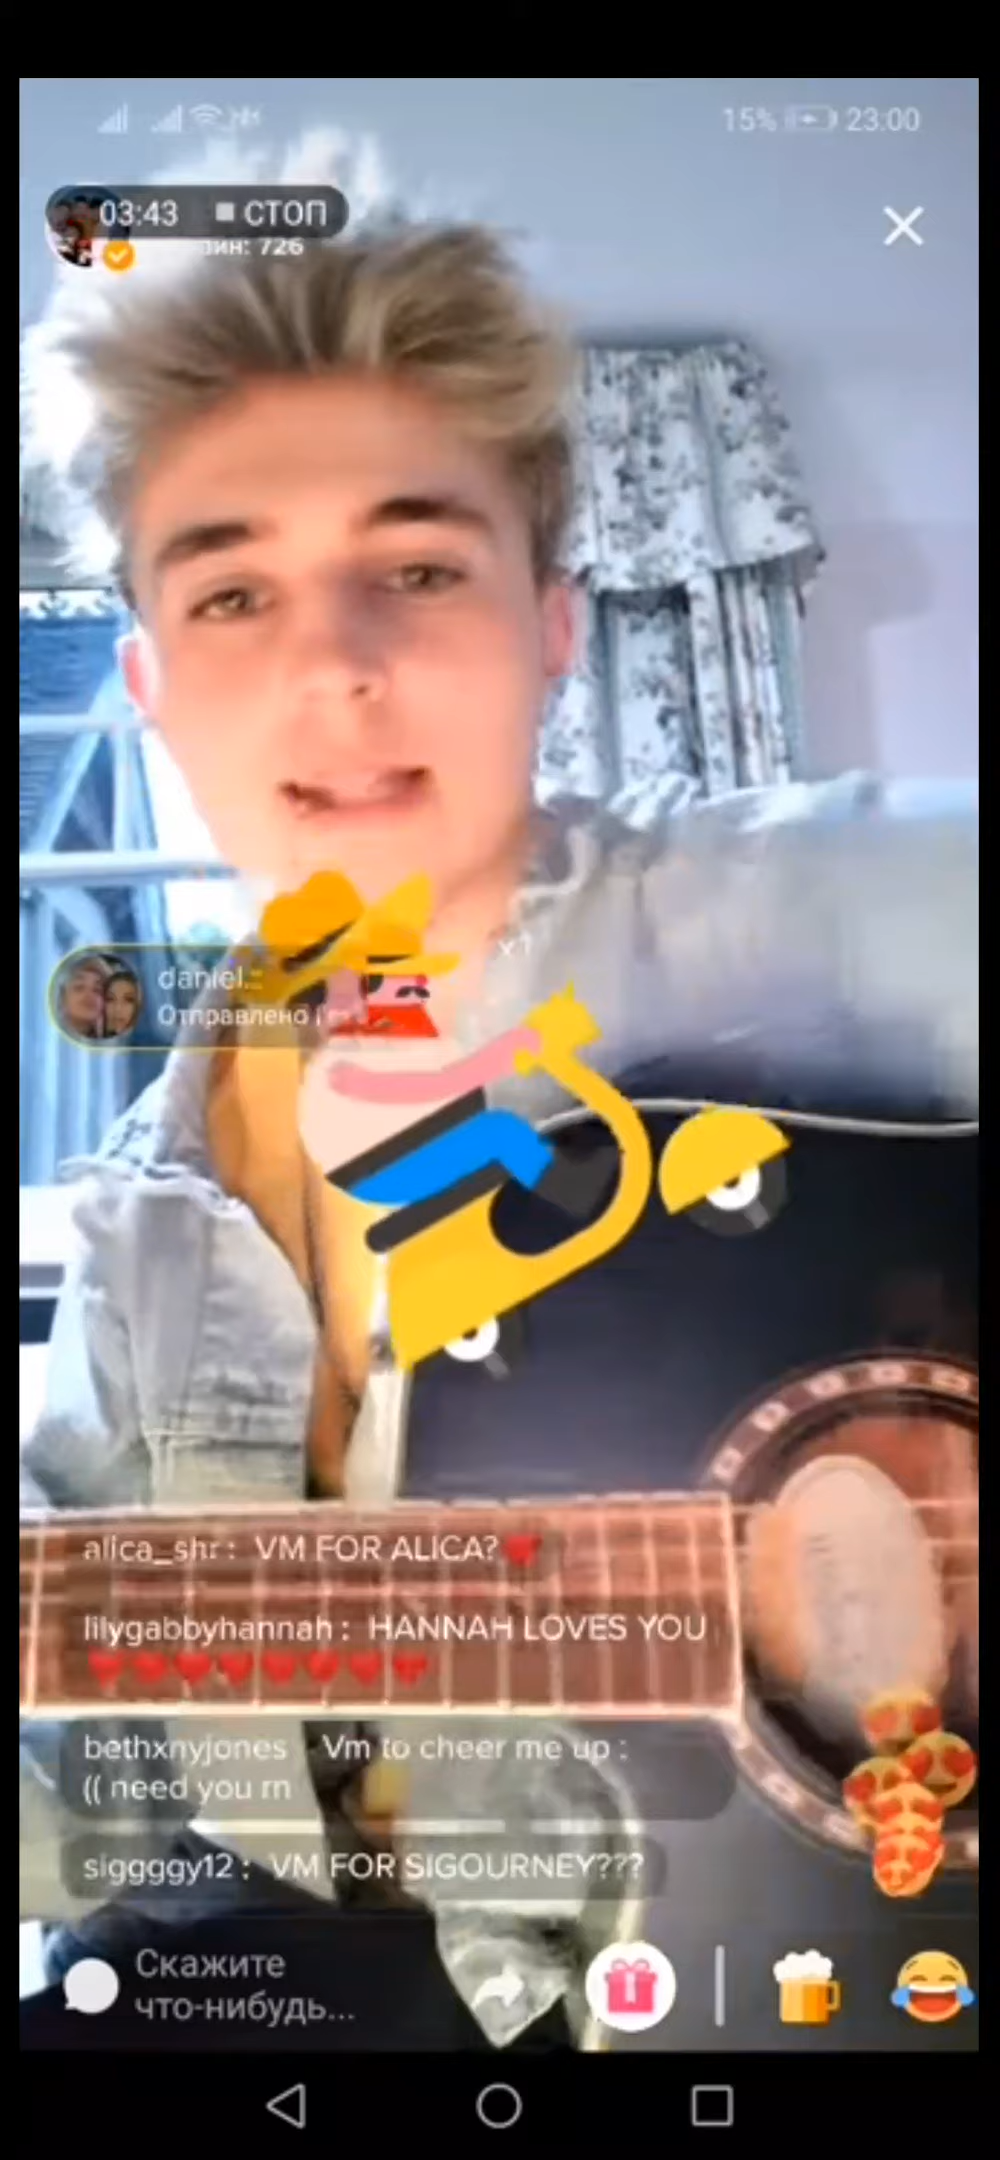 15% 23:00
03:43 СТОП
726
daniel.
Отправлено
alica_shr : VM FOR ALICA?
lilygabbyhannah : HANNAH LOVES YOU
bethxnyjones Vm to cheer me up :
(( need you rn
siggggy12 : VM FOR SIGOURNEY???
Скажите
что-нибудь...